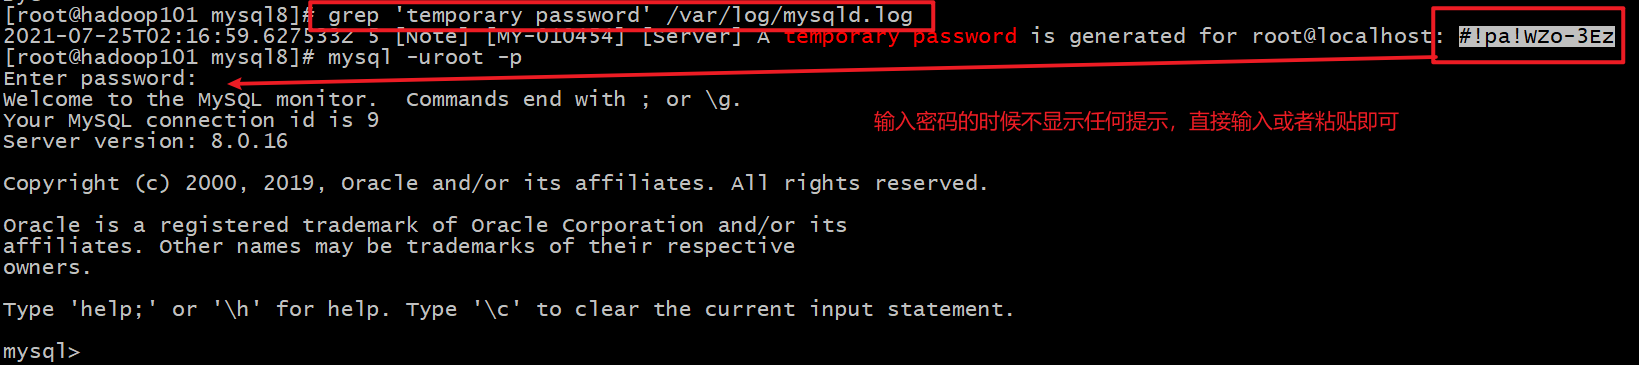 [root@hadoop101 mysql8]# grep 'temporary password' /var/log/mysqld.log
2021-07-25T02:16:59.627533Z 5 [Note] [MY-010454] [Server] A temporary password is generated for root@localhost: #!pa!WZo-3Ez
[root@hadoop101 mysql8]# mysql -uroot -p
Enter password:
Welcome to the MySQL monitor.  Commands end with ; or \g.
Your MySQL connection id is 9
输入密码的时候不显示任何提示，直接输入或者粘贴即可
Server version: 8.0.16
Copyright (c) 2000, 2019, Oracle and/or its affiliates. All rights reserved.
Oracle is a registered trademark of Oracle Corporation and/or its
affiliates. Other names may be trademarks of their respective
owners.
Type 'help;' or '\h' for help. Type '\c' to clear the current input statement.
mysql>